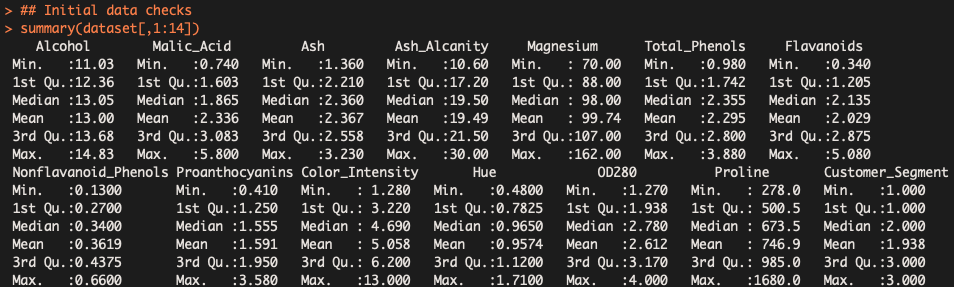 > ## Initial data checks
> summary(dataset[,1:14])
    Alcohol        Malic_Acid         Ash         Ash_Alcanity     Magnesium       Total_Phenols     Flavanoids   
 Min.   :11.03   Min.   :0.740   Min.   :1.360   Min.   :10.60   Min.   : 70.00   Min.   :0.980   Min.   :0.340
 1st Qu.:12.36   1st Qu.:1.603   1st Qu.:2.210   1st Qu.:17.20   1st Qu.: 88.00   1st Qu.:1.742   1st Qu.:1.205
 Median :13.05   Median :1.865   Median :2.360   Median :19.50   Median : 98.00   Median :2.355   Median :2.135
 Mean   :13.00   Mean   :2.336   Mean   :2.367   Mean   :19.49   Mean   : 99.74   Mean   :2.295   Mean   :2.029
 3rd Qu.:13.68   3rd Qu.:3.083   3rd Qu.:2.558   3rd Qu.:21.50   3rd Qu.:107.00   3rd Qu.:2.800   3rd Qu.:2.875
 Max.   :14.83   Max.   :5.800   Max.   :3.230   Max.   :30.00   Max.   :162.00   Max.   :3.880   Max.   :5.080
 Nonflavanoid_Phenols Proanthocyanins Color_Intensity       Hue             OD280          Proline       Customer_Segment
 Min.   :0.1300       Min.   :0.410   Min.   : 1.280   Min.   :0.4800   Min.   :1.270   Min.   : 278.0   Min.   :1.000
 1st Qu.:0.2700       1st Qu.:1.250   1st Qu.: 3.220   1st Qu.:0.7825   1st Qu.:1.938   1st Qu.: 500.5   1st Qu.:1.000
 Median :0.3400       Median :1.555   Median : 4.690   Median :0.9650   Median :2.780   Median : 673.5   Median :2.000
 Mean   :0.3619       Mean   :1.591   Mean   : 5.058   Mean   :0.9574   Mean   :2.612   Mean   : 746.9   Mean   :1.938
 3rd Qu.:0.4375       3rd Qu.:1.950   3rd Qu.: 6.200   3rd Qu.:1.1200   3rd Qu.:3.170   3rd Qu.: 985.0   3rd Qu.:3.000
 Max.   :0.6600       Max.   :3.580   Max.   :13.000   Max.   :1.7100   Max.   :4.000   Max.   :1680.0   Max.   :3.000